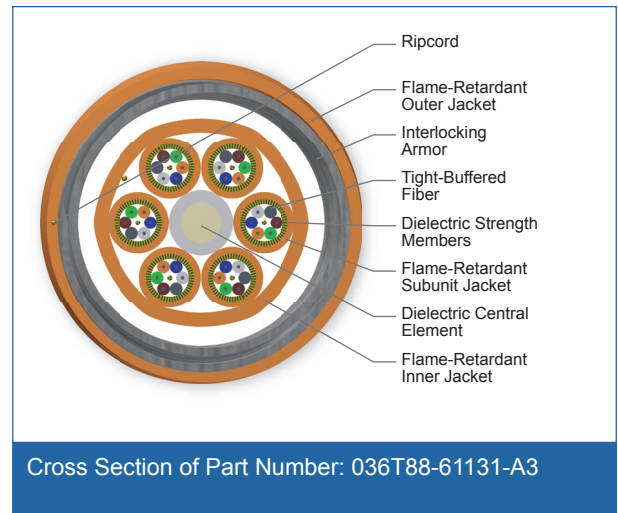 Ripcord
Flame-Retardant
Outer Jacket
Interlocking
Armor
Tight-Buffered
Fiber
Dielectric Strength
Members
Flame-Retardant
Subunit Jacket
Dielectric Central
Element
Flame-Retardant
Inner Jacket
Cross Section of Part Number: 036T88-61131-A3